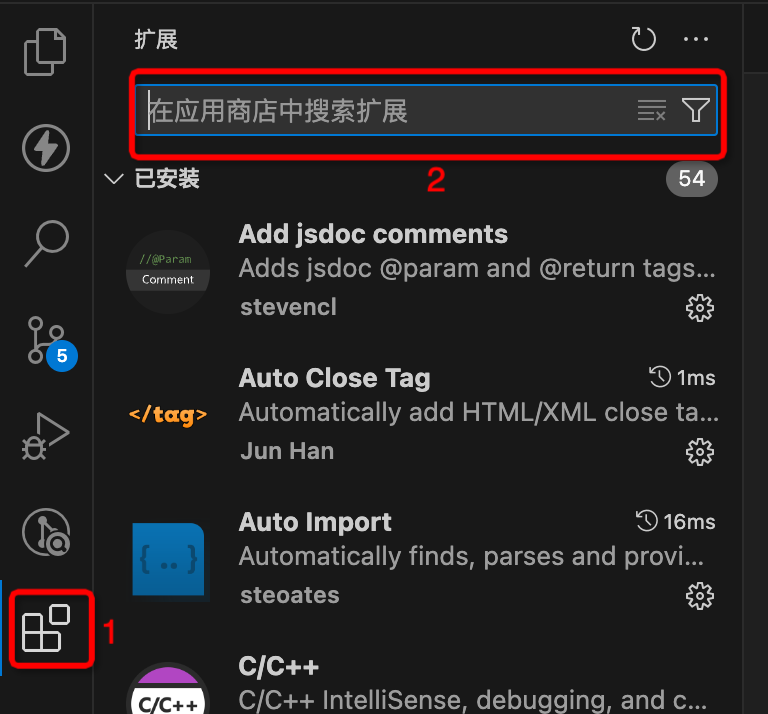 扩展
在应用商店中搜索扩展
2
已安装 54
Add jsdoc comments
//@Param
Comment
Adds jsdoc @param and @return tags...
stevencl
5
Auto Close Tag 1ms
</tag>
Automatically add HTML/XML close ta...
Jun Han
Auto Import 16ms
{..}
Automatically finds, parses and provi...
steoates
1
C/C++
C/C++
C/C++ IntelliSense, debugging, and c...